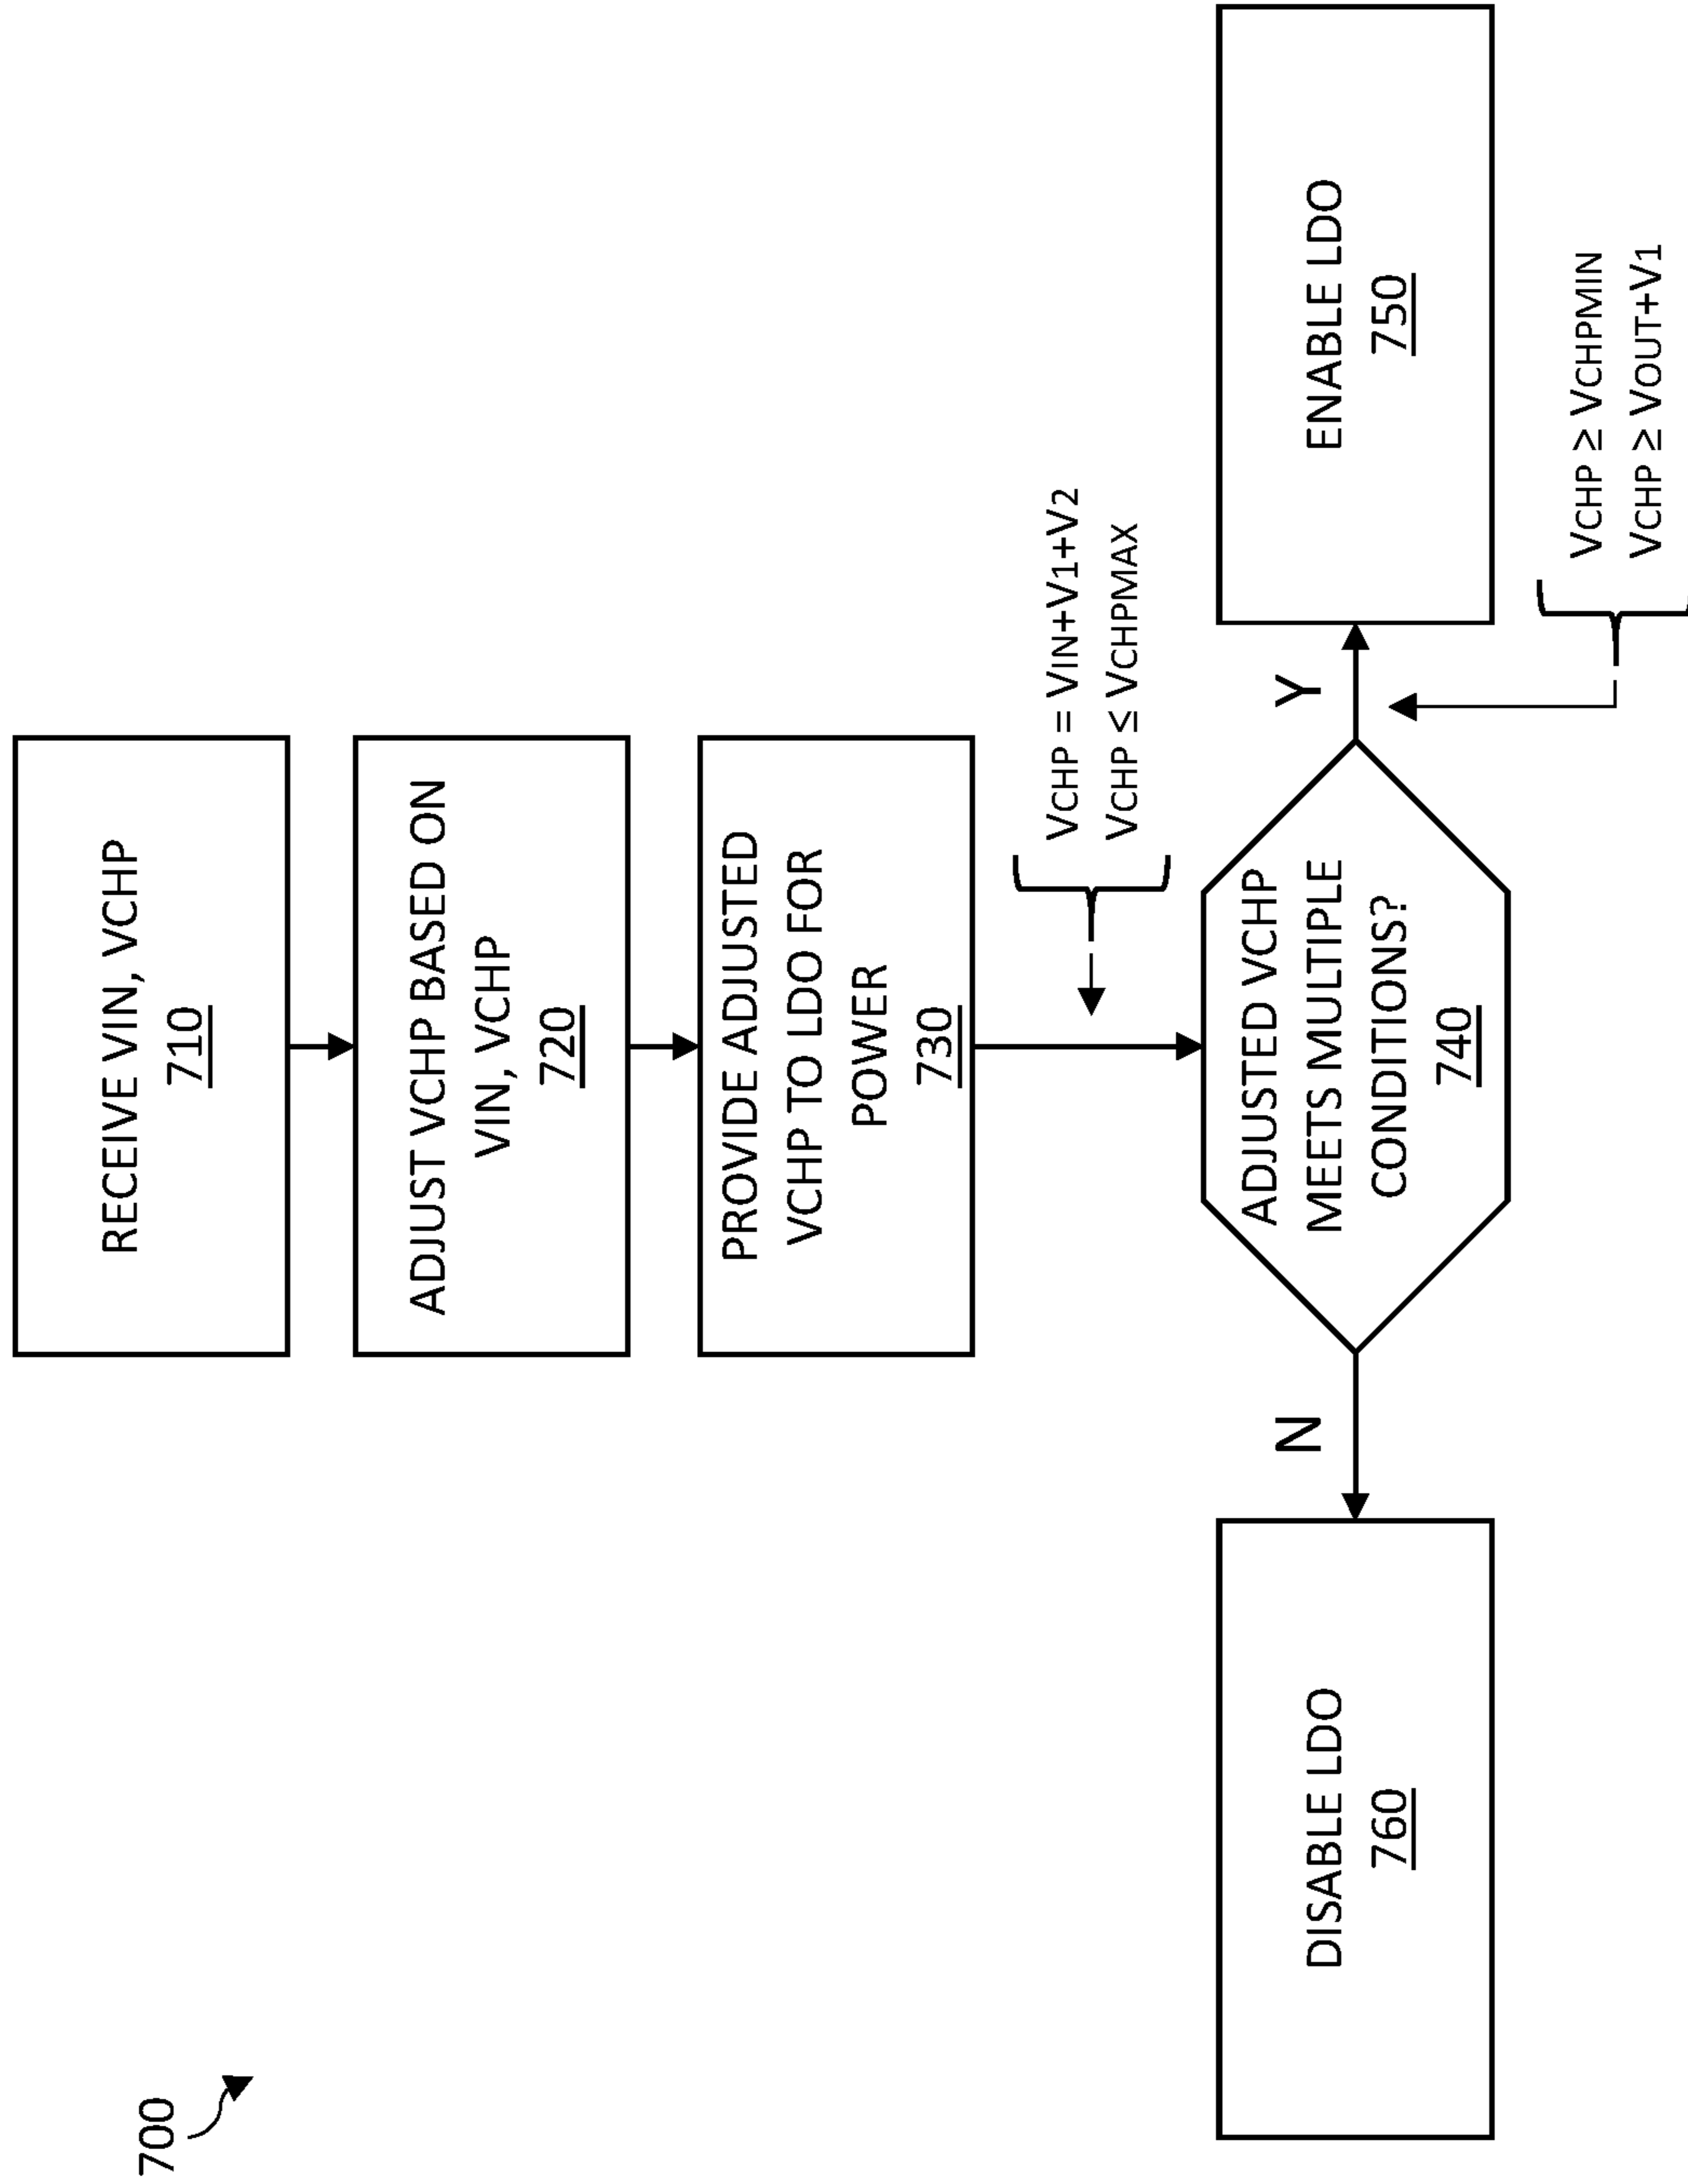 700
RECEIVE VIN, VCHP
710
ADJUST VCHP BASED ON
VIN, VCHP
720
PROVIDE ADJUSTED
VCHP TO LDO FOR
POWER
730
VCHP = VIN+V1+V2
VCHP ≤ VCHPMAX
ADJUSTED VCHP
MEETS MULTIPLE
CONDITIONS?
740
N
Y
DISABLE LDO
760
ENABLE LDO
750
VCHP ≥ VCHPMIN
VCHP ≥ VOUT+V1